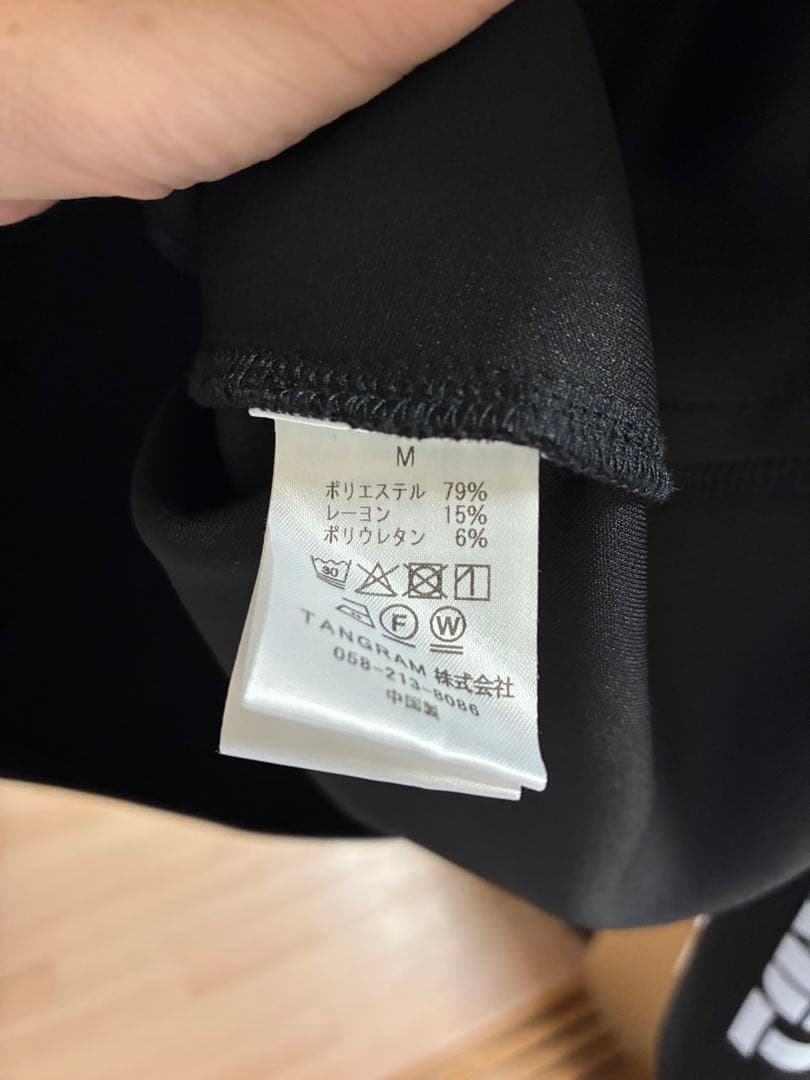 M
ポリエステル 79%
レーヨン 15%
ポリウレタン 6%
30
F W
TANGRAM 株式会社
058-213-8086
中国製